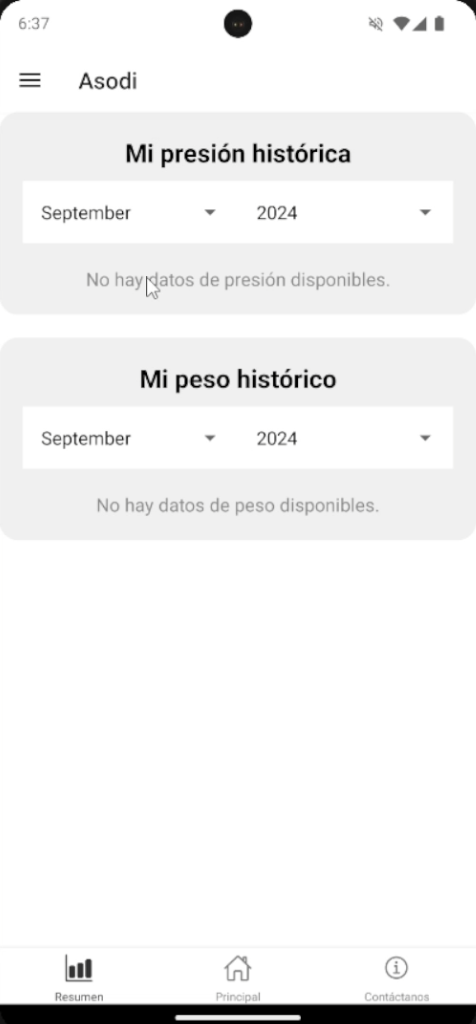 6:37
Asodi
Mi presión histórica
September 2024
No hay datos de presión disponibles.
Mi peso histórico
September 2024
No hay datos de peso disponibles.
Resumen Principal Contáctanos